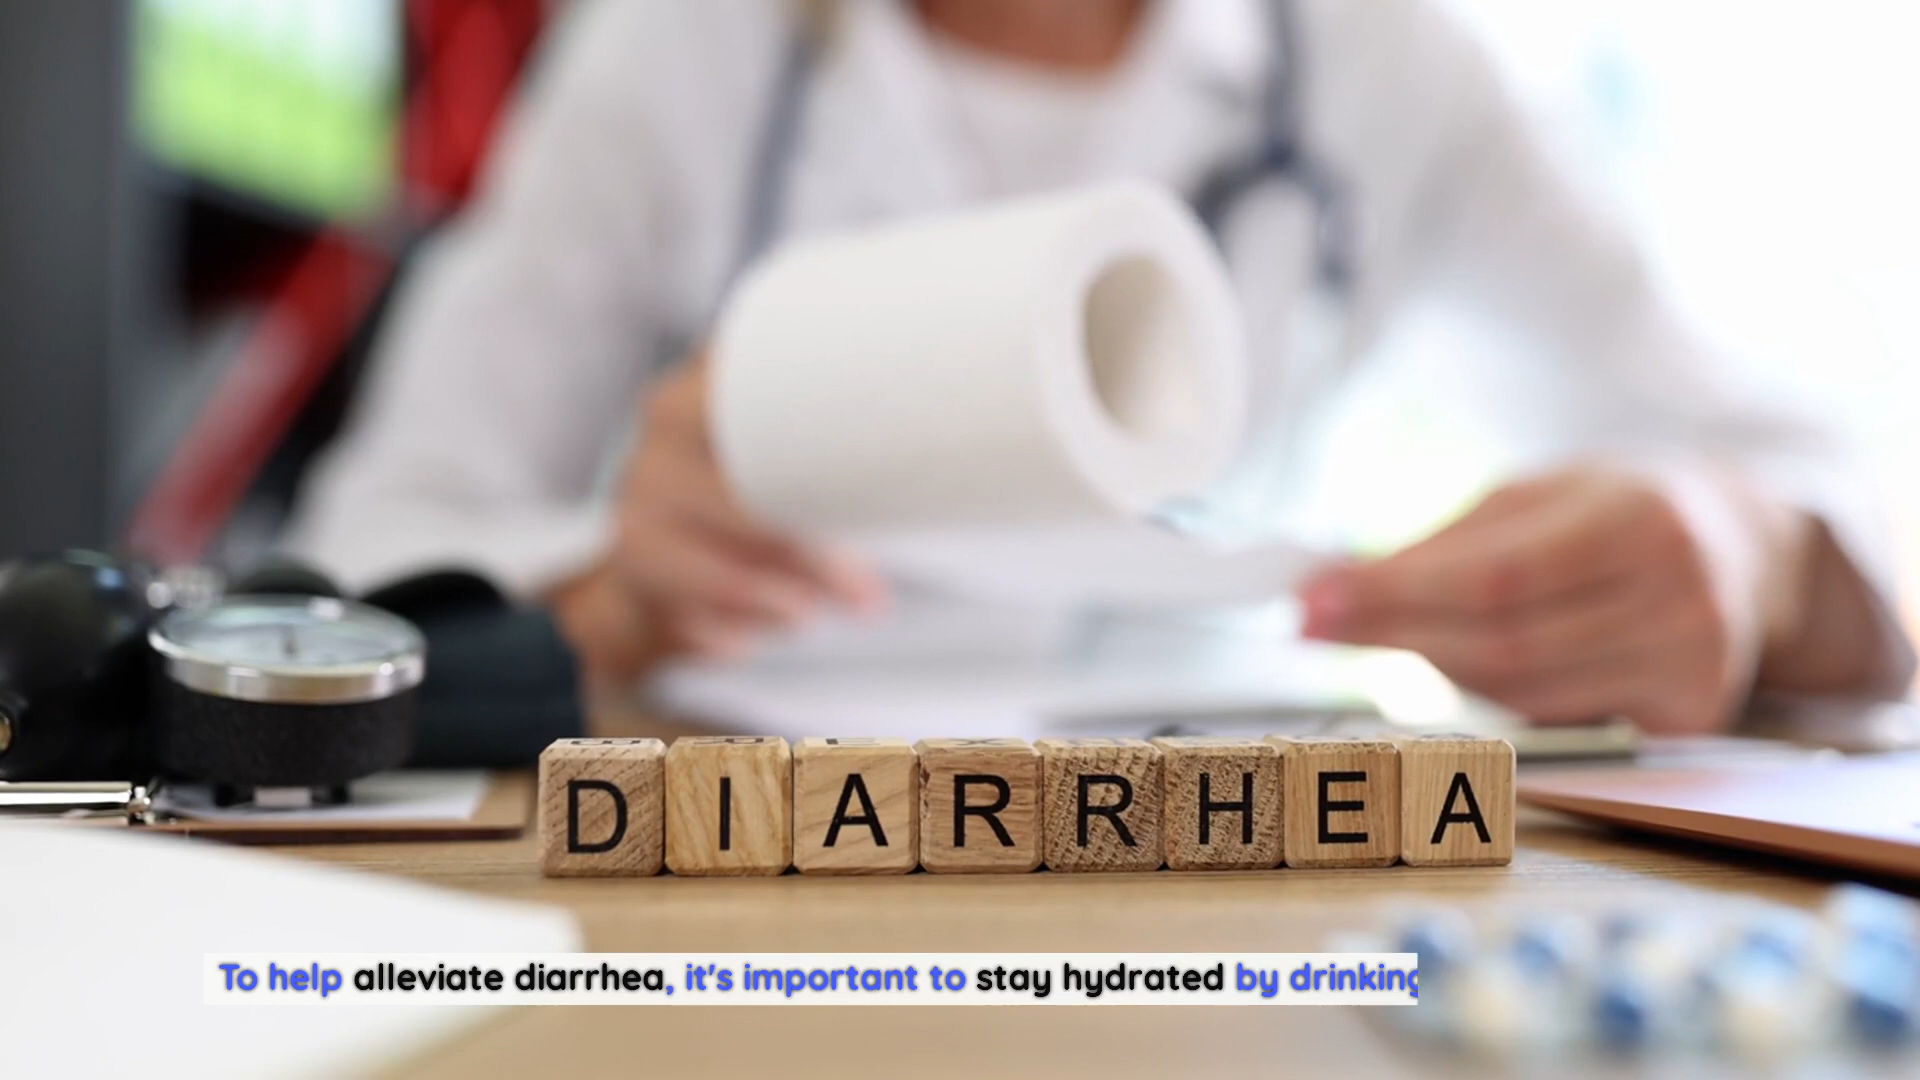 DIARRHEA
To help alleviate diarrhea, it's important to stay hydrated by drinking